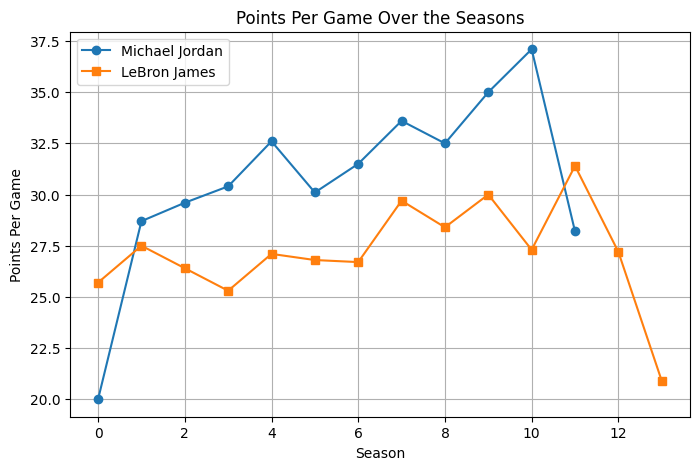 Points Per Game Over the Seasons
Michael Jordan
LeBron James
Points Per Game
37.5
35.0
32.5
30.0
27.5
25.0
22.5
20.0
0 2 4 6 8 10 12
Season